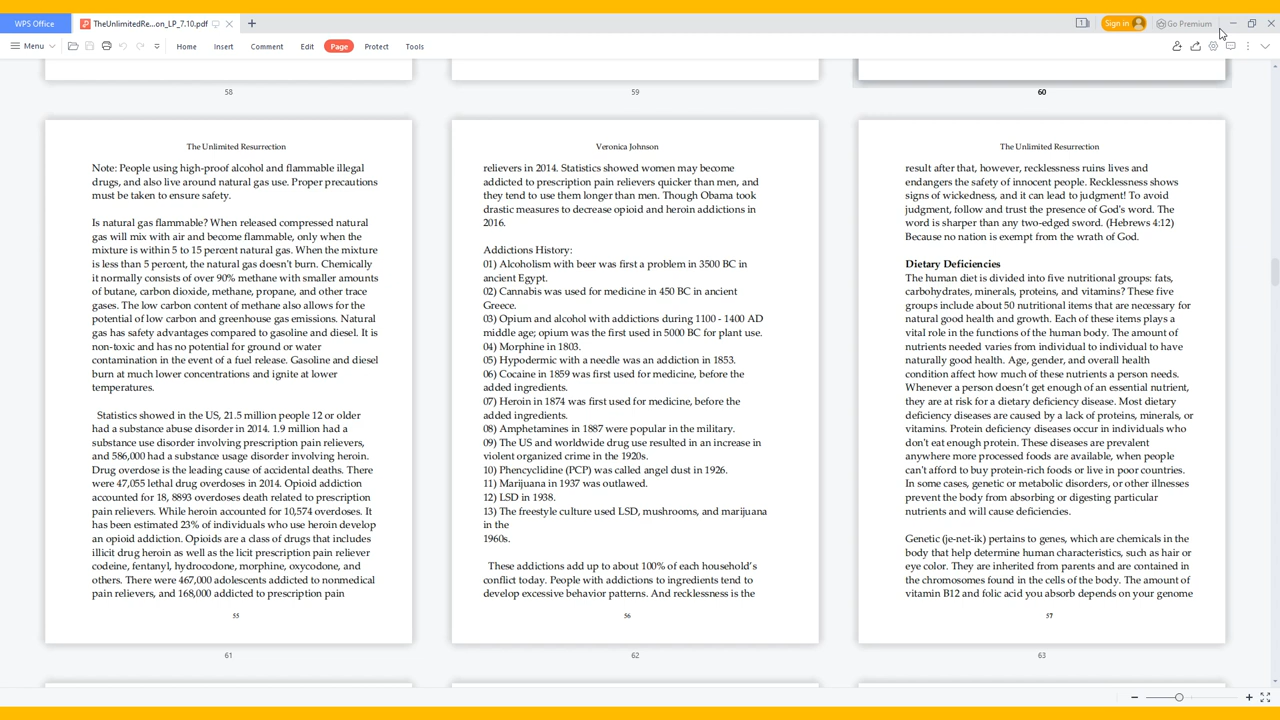 WPS Office
TheUnlimitedRe...on_LP_7.10.pdf
1
Sign in
Go Premium
Menu
Home
Insert
Comment
Edit
Page
Protect
Tools
58
59
60
The Unlimited Resurrection
Note: People using high-proof alcohol and flammable illegal
drugs, and also live around natural gas use. Proper precautions
must be taken to ensure safety.
Is natural gas flammable? When released compressed natural
gas will mix with air and become flammable, only when the
mixture is within 5 to 15 percent natural gas. When the mixture
is less than 5 percent, the natural gas doesn't burn. Chemically
it normally consists of over 90% methane with smaller amounts
of butane, carbon dioxide, methane, propane, and other trace
gases. The low carbon content of methane also allows for the
potential of low carbon and greenhouse gas emissions. Natural
gas has safety advantages compared to gasoline and diesel. It is
non-toxic and has no potential for ground or water
contamination in the event of a fuel release. Gasoline and diesel
burn at much lower concentrations and ignite at lower
temperatures.
Statistics showed in the US, 21.5 million people 12 or older
had a substance abuse disorder in 2014. 1.9 million had a
substance use disorder involving prescription pain relievers,
and 586,000 had a substance usage disorder involving heroin.
Drug overdose is the leading cause of accidental deaths. There
were 47,055 lethal drug overdoses in 2014. Opioid addiction
accounted for 18, 8893 overdoses death related to prescription
pain relievers. While heroin accounted for 10,574 overdoses. It
has been estimated 23% of individuals who use heroin develop
an opioid addiction. Opioids are a class of drugs that includes
illicit drug heroin as well as the licit prescription pain reliever
codeine, fentanyl, hydrocodone, morphine, oxycodone, and
others. There were 467,000 adolescents addicted to nonmedical
pain relievers, and 168,000 addicted to prescription pain
55
61
Veronica Johnson
relievers in 2014. Statistics showed women may become
addicted to prescription pain relievers quicker than men, and
they tend to use them longer than men. Though Obama took
drastic measures to decrease opioid and heroin addictions in
2016.
Addictions History:
01) Alcoholism with beer was first a problem in 3500 BC in
ancient Egypt.
02) Cannabis was used for medicine in 450 BC in ancient
Greece.
03) Opium and alcohol with addictions during 1100 - 1400 AD
middle age; opium was the first used in 5000 BC for plant use.
04) Morphine in 1803.
05) Hypodermic with a needle was an addiction in 1853.
06) Cocaine in 1859 was first used for medicine, before the
added ingredients.
07) Heroin in 1874 was first used for medicine, before the
added ingredients.
08) Amphetamines in 1887 were popular in the military.
09) The US and worldwide drug use resulted in an increase in
violent organized crime in the 1920s.
10) Phencyclidine (PCP) was called angel dust in 1926.
11) Marijuana in 1937 was outlawed.
12) LSD in 1938.
13) The freestyle culture used LSD, mushrooms, and marijuana
in the
1960s.
These addictions add up to about 100% of each household's
conflict today. People with addictions to ingredients tend to
develop excessive behavior patterns. And recklessness is the
56
62
The Unlimited Resurrection
result after that, however, recklessness ruins lives and
endangers the safety of innocent people. Recklessness shows
signs of wickedness, and it can lead to judgment! To avoid
judgment, follow and trust the presence of God's word. The
word is sharper than any two-edged sword. (Hebrews 4:12)
Because no nation is exempt from the wrath of God.
Dietary Deficiencies
The human diet is divided into five nutritional groups: fats,
carbohydrates, minerals, proteins, and vitamins? These five
groups include about 50 nutritional items that are necessary for
natural good health and growth. Each of these items plays a
vital role in the functions of the human body. The amount of
nutrients needed varies from individual to individual to have
naturally good health. Age, gender, and overall health
condition affect how much of these nutrients a person needs.
Whenever a person doesn't get enough of an essential nutrient,
they are at risk for a dietary deficiency disease. Most dietary
deficiency diseases are caused by a lack of proteins, minerals, or
vitamins. Protein deficiency diseases occur in individuals who
don't eat enough protein. These diseases are prevalent
anywhere more processed foods are available, when people
can't afford to buy protein-rich foods or live in poor countries.
In some cases, genetic or metabolic disorders, or other illnesses
prevent the body from absorbing or digesting particular
nutrients and will cause deficiencies.
Genetic (je-net-ik) pertains to genes, which are chemicals in the
body that help determine human characteristics, such as hair or
eye color. They are inherited from parents and are contained in
the chromosomes found in the cells of the body. The amount of
vitamin B12 and folic acid you absorb depends on your genome
57
63